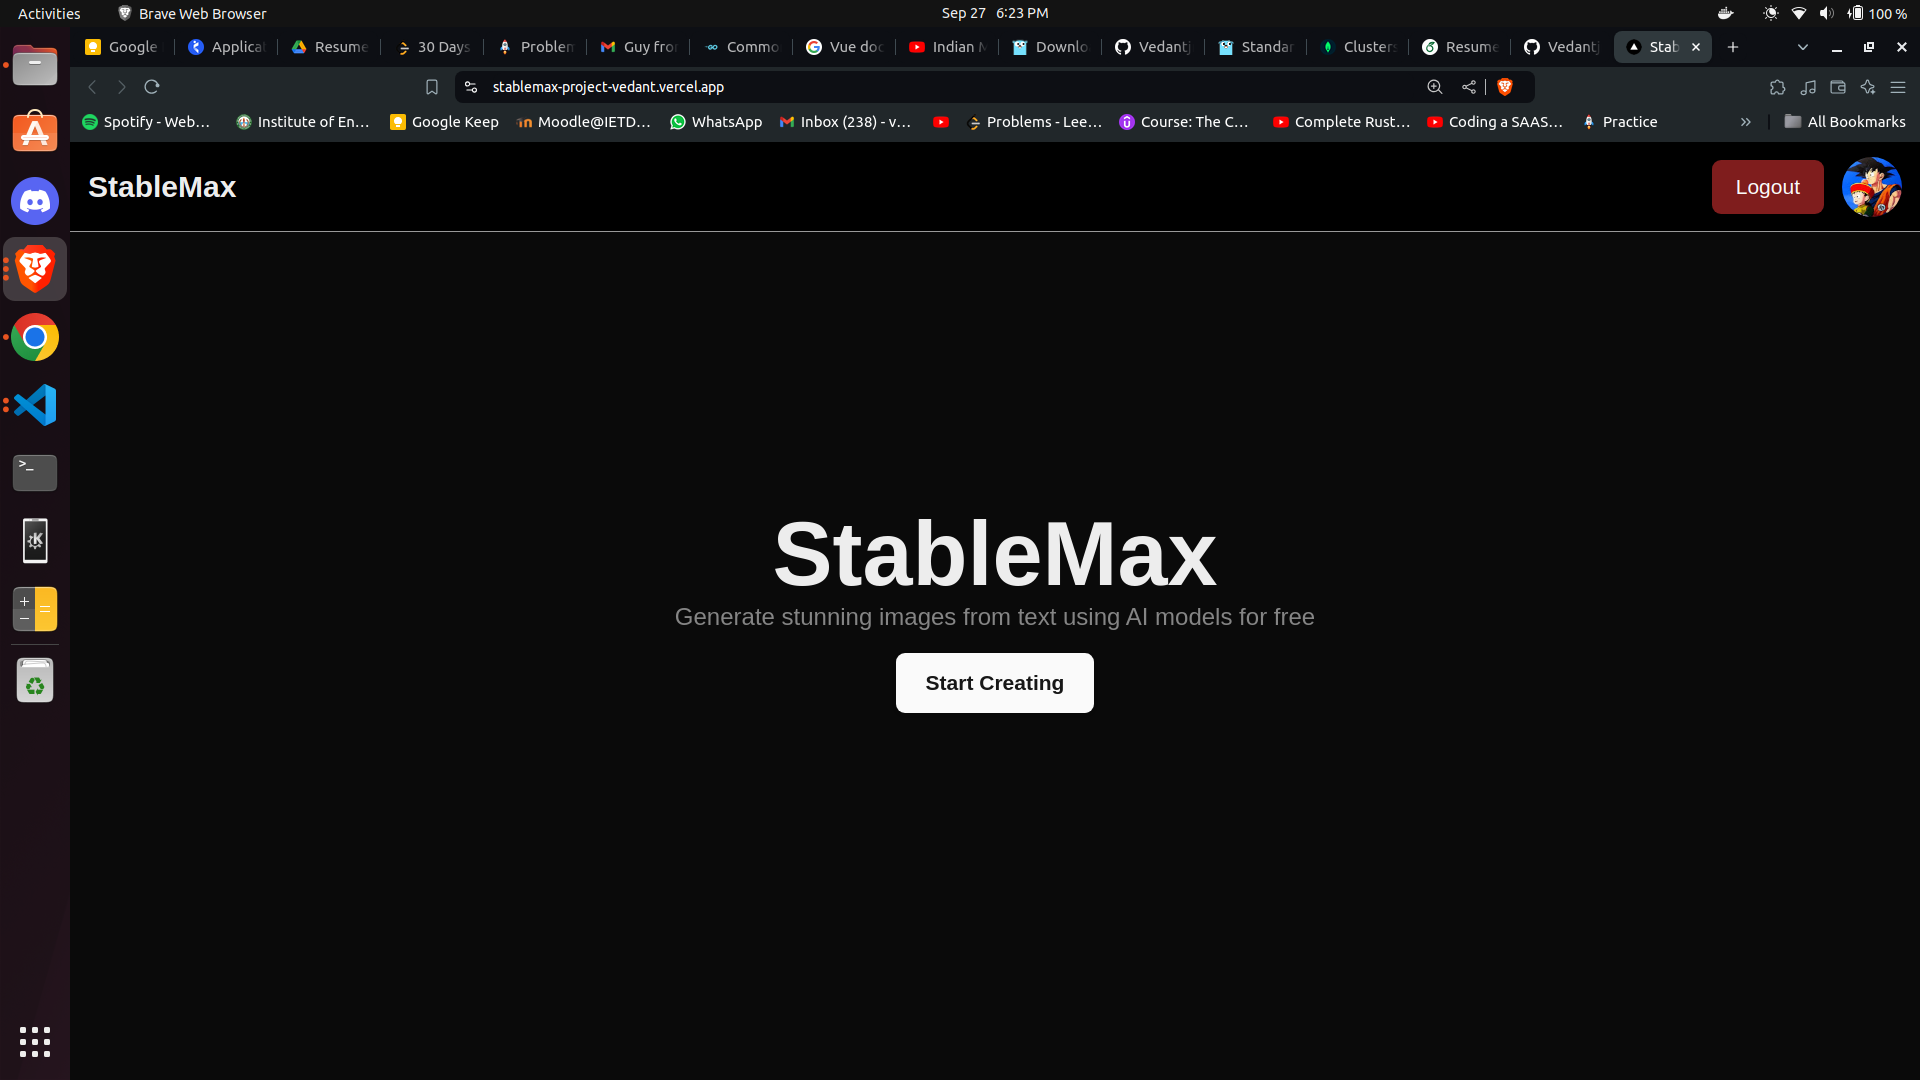 Activities
Brave Web Browser
Sep 27 6:23 PM
100 %
Google
Applicat
Resume
30 Days
Problem
Guy fror
Commo
Vue doc
Indian M
Downlo
Vedantj
Standar
Clusters
Resume
Vedantj
Stab
stablemax-project-vedant.vercel.app
Spotify - Web...
Institute of En...
Google Keep
Moodle@IETD...
WhatsApp
Inbox (238) - v...
Problems - Lee...
Course: The C...
Complete Rust...
Coding a SAAS...
Practice
All Bookmarks
StableMax
Logout
StableMax
Generate stunning images from text using AI models for free
Start Creating